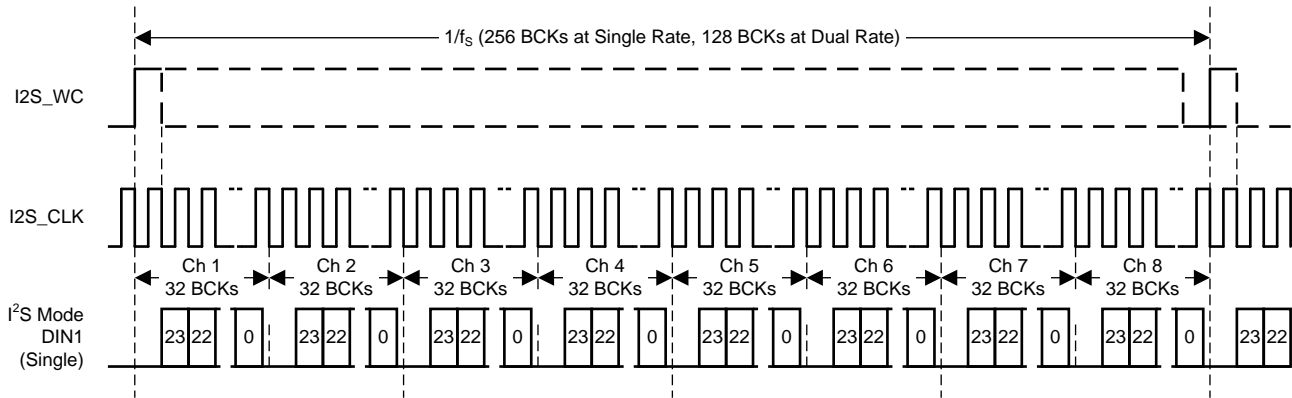 1/fS (256 BCKs at Single Rate, 128 BCKs at Dual Rate)
I2S_WC
I2S_CLK
Ch 1 Ch 2 Ch 3 Ch 4 Ch 5 Ch 6 Ch 7 Ch 8
32 BCKs 32 BCKs 32 BCKs 32 BCKs 32 BCKs 32 BCKs 32 BCKs 32 BCKs
I²S Mode
DIN1
(Single)
23 22 0 23 22 0 23 22 0 23 22 0 23 22 0 23 22 0 23 22 0 23 22 0 23 22